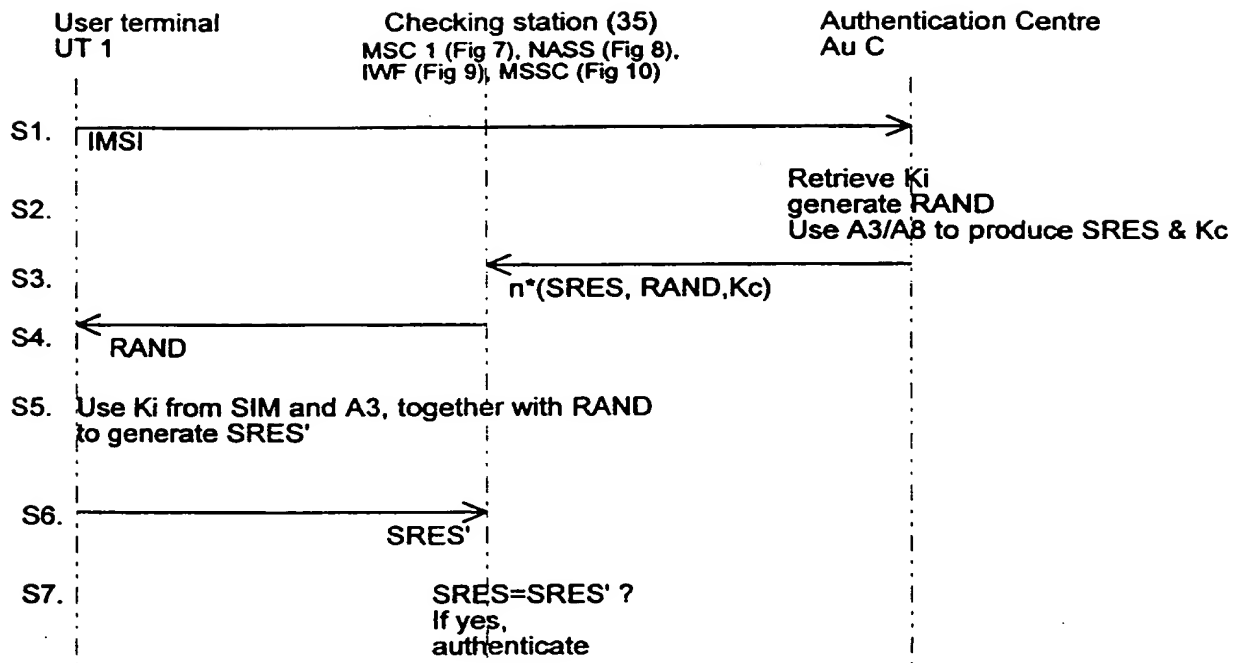 User terminal
UT 1
Checking station (35)
MSC 1 (Fig 7), NASS (Fig 8),
IWF (Fig 9), MSSC (Fig 10)
Authentication Centre
Au C
S1.
IMSI
S2.
Retrieve Ki
generate RAND
Use A3/A8 to produce SRES & Kc
S3.
n*(SRES, RAND,Kc)
S4.
RAND
S5. Use Ki from SIM and A3, together with RAND
to generate SRES'
S6.
SRES'
S7.
SRES=SRES' ?
If yes,
authenticate